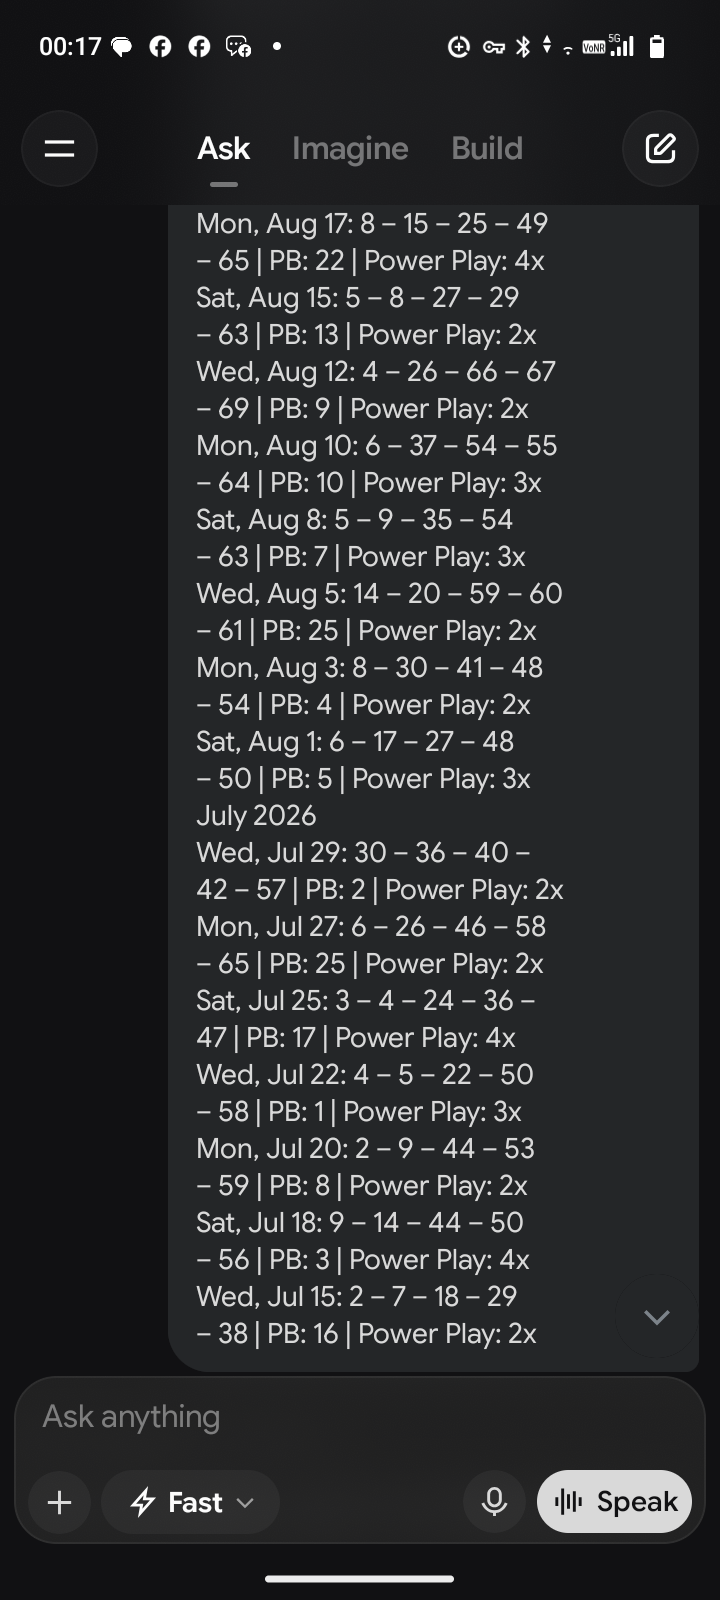 00:17
VoNR 5G
Ask Imagine Build
Mon, Aug 17: 8 – 15 – 25 – 49
– 65 | PB: 22 | Power Play: 4x
Sat, Aug 15: 5 – 8 – 27 – 29
– 63 | PB: 13 | Power Play: 2x
Wed, Aug 12: 4 – 26 – 66 – 67
– 69 | PB: 9 | Power Play: 2x
Mon, Aug 10: 6 – 37 – 54 – 55
– 64 | PB: 10 | Power Play: 3x
Sat, Aug 8: 5 – 9 – 35 – 54
– 63 | PB: 7 | Power Play: 3x
Wed, Aug 5: 14 – 20 – 59 – 60
– 61 | PB: 25 | Power Play: 2x
Mon, Aug 3: 8 – 30 – 41 – 48
– 54 | PB: 4 | Power Play: 2x
Sat, Aug 1: 6 – 17 – 27 – 48
– 50 | PB: 5 | Power Play: 3x
July 2026
Wed, Jul 29: 30 – 36 – 40 –
42 – 57 | PB: 2 | Power Play: 2x
Mon, Jul 27: 6 – 26 – 46 – 58
– 65 | PB: 25 | Power Play: 2x
Sat, Jul 25: 3 – 4 – 24 – 36 –
47 | PB: 17 | Power Play: 4x
Wed, Jul 22: 4 – 5 – 22 – 50
– 58 | PB: 1 | Power Play: 3x
Mon, Jul 20: 2 – 9 – 44 – 53
– 59 | PB: 8 | Power Play: 2x
Sat, Jul 18: 9 – 14 – 44 – 50
– 56 | PB: 3 | Power Play: 4x
Wed, Jul 15: 2 – 7 – 18 – 29
– 38 | PB: 16 | Power Play: 2x
Ask anything
Fast Speak